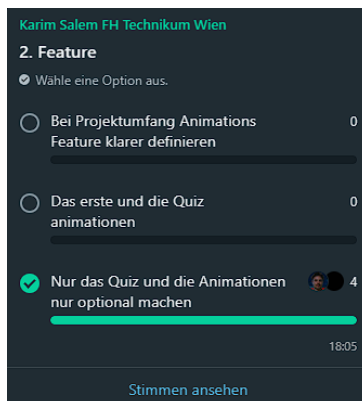 Karim Salem FH Technikum Wien
2. Feature
Wähle eine Option aus.
Bei Projektumfang Animations 0
Feature klarer definieren
Das erste und die Quiz 0
animationen
Nur das Quiz und die Animationen 4
nur optional machen
18:05
Stimmen ansehen